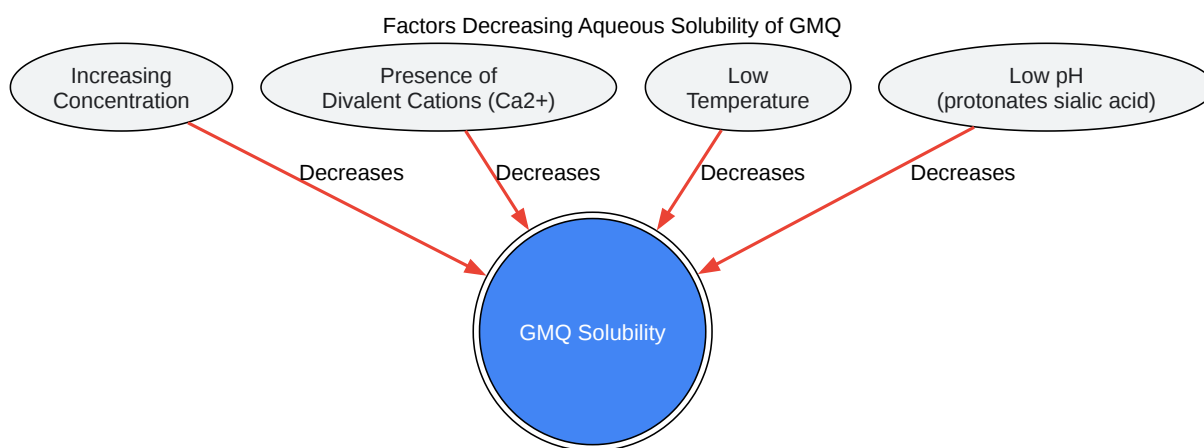 Factors Decreasing Aqueous Solubility of GMQ
Increasing
Concentration
Presence of
Divalent Cations (Ca2+)
Low
Temperature
Low pH
(protonates sialic acid)
Decreases
Decreases
Decreases
Decreases
GMQ Solubility